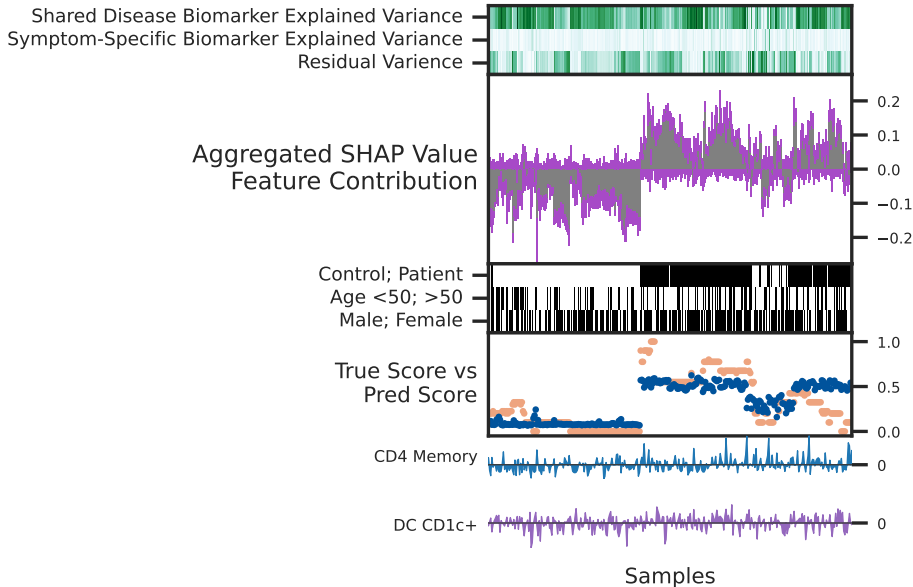 Shared Disease Biomarker Explained Variance
Symptom-Specific Biomarker Explained Variance
Residual Varience
Aggregated SHAP Value
Feature Contribution
0.2
0.1
0.0
−0.1
−0.2
Control; Patient
Age <50; >50
Male; Female
True Score vs
Pred Score
1.0
0.5
0.0
CD4 Memory
0
DC CD1c+
0
Samples